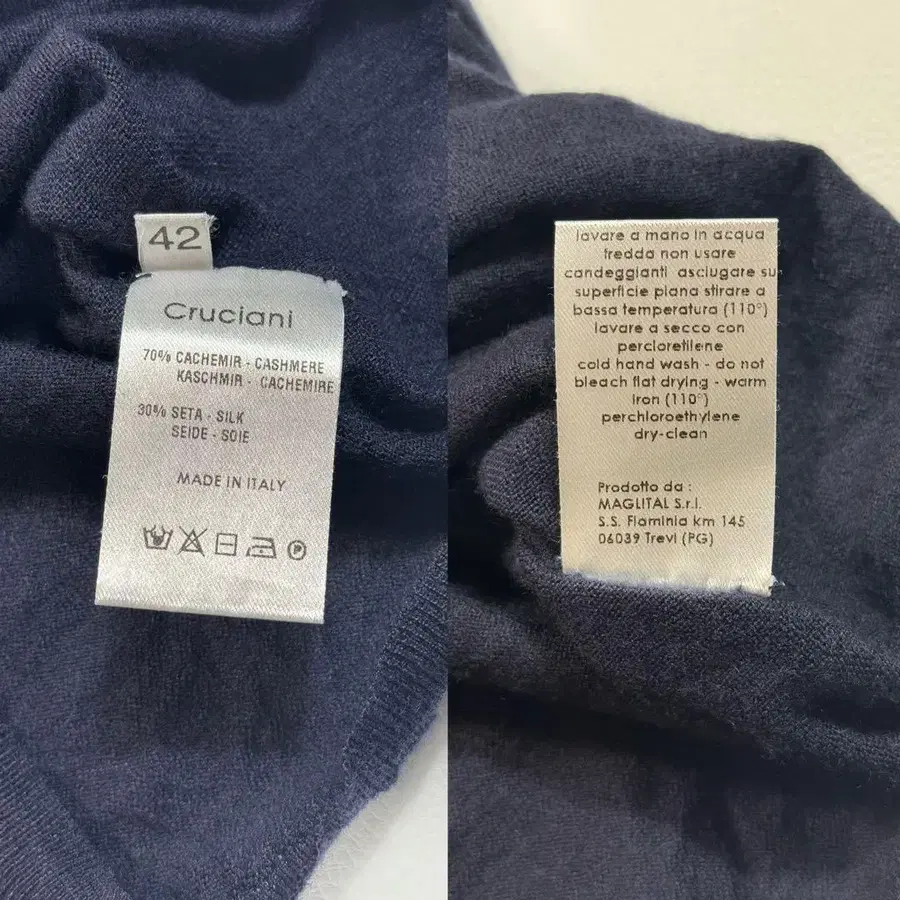 42
Cruciani
70% CACHEMIR - CASHMERE
KASCHMIR - CACHEMIRE
30% SETA - SILK
SEIDE - SOIE
MADE IN ITALY
P
lavare a mano in acqua
fredda non usare
candeggianti asciugare su
superficie piana stirare a
bassa temperatura (110°)
lavare a secco con
percloretilene
cold hand wash - do not
bleach flat drying - warm
iron (110°)
perchloroethylene
dry-clean
Prodotto da :
MAGLITAL S.r.l.
S.S. Flaminia km 145
06039 Trevi (PG)